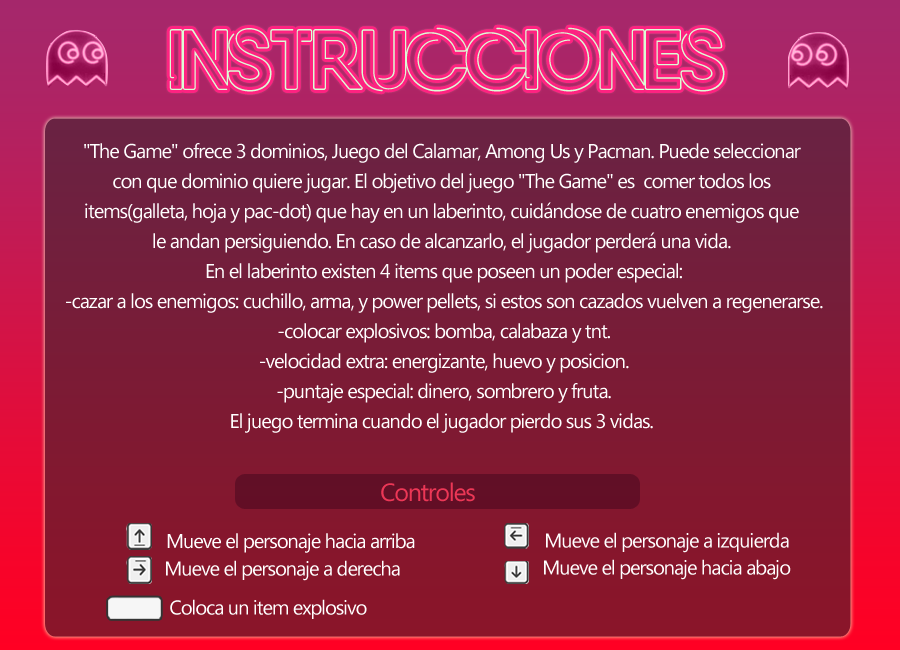 INSTRUCCIONES
"The Game" ofrece 3 dominios, Juego del Calamar, Among Us y Pacman. Puede seleccionar
con que dominio quiere jugar. El objetivo del juego "The Game" es comer todos los
items(galleta, hoja y pac-dot) que hay en un laberinto, cuidándose de cuatro enemigos que
le andan persiguiendo. En caso de alcanzarlo, el jugador perderá una vida.
En el laberinto existen 4 items que poseen un poder especial:
-cazar a los enemigos: cuchillo, arma, y power pellets, si estos son cazados vuelven a regenerarse.
-colocar explosivos: bomba, calabaza y tnt.
-velocidad extra: energizante, huevo y posicion.
-puntaje especial: dinero, sombrero y fruta.
El juego termina cuando el jugador pierdo sus 3 vidas.
Controles
Mueve el personaje hacia arriba
Mueve el personaje a izquierda
Mueve el personaje a derecha
Mueve el personaje hacia abajo
Coloca un item explosivo